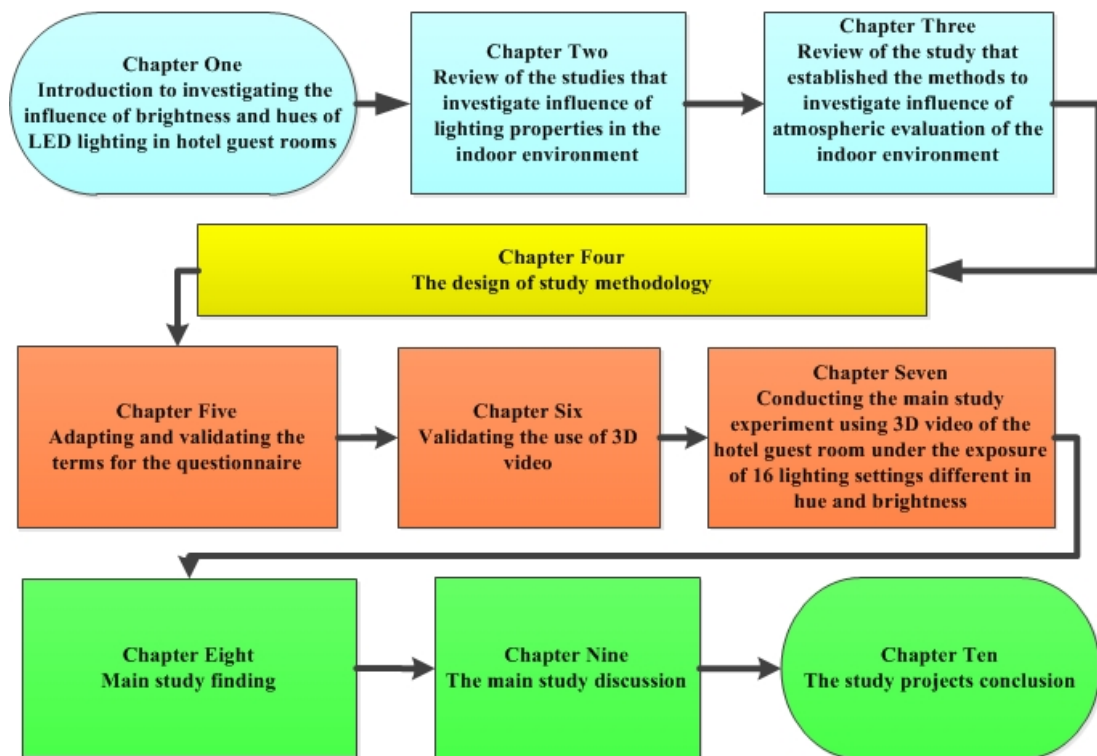 Chapter One
Introduction to investigating the
influence of brightness and hues of
LED lighting in hotel guest rooms
Chapter Two
Review of the studies that
investigate influence of
lighting properties in the
indoor environment
Chapter Three
Review of the study that
established the methods to
investigate influence of
atmospheric evaluation of the
indoor environment
Chapter Four
The design of study methodology
Chapter Five
Adapting and validating the
terms for the questionnaire
Chapter Six
Validating the use of 3D
video
Chapter Seven
Conducting the main study
experiment using 3D video of the
hotel guest room under the exposure
of 16 lighting settings different in
hue and brightness
Chapter Eight
Main study finding
Chapter Nine
The main study discussion
Chapter Ten
The study projects conclusion